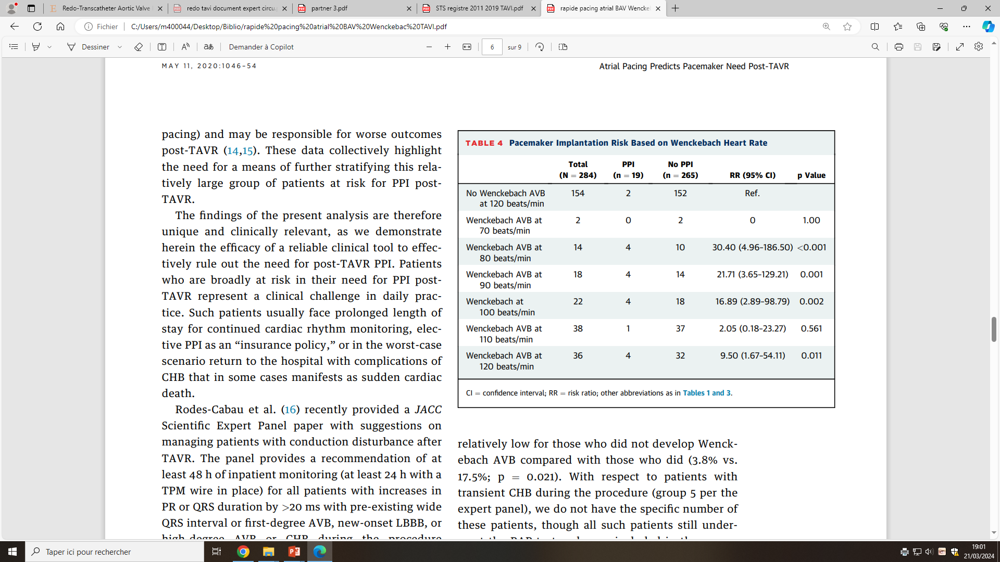 Redo-Transcatheter Aortic Valve
redo tavi document expert circu.
partner 3.pdf
STS registre 2011 2019 TAVI.pdf
rapide pacing atrial BAV Wencke
Fichier
C:/Users/m400044/Desktop/Biblio/rapide%20pacing%20atrial%20BAV%20Wenckebac%20TAVI.pdf
Dessiner
Demander à Copilot
6 sur 9
MAY 11, 2020:1046–54
Atrial Pacing Predicts Pacemaker Need Post-TAVR
pacing) and may be responsible for worse outcomes
post-TAVR (14,15). These data collectively highlight
the need for a means of further stratifying this rela-
tively large group of patients at risk for PPI post-
TAVR.
The findings of the present analysis are therefore
unique and clinically relevant, as we demonstrate
herein the efficacy of a reliable clinical tool to effec-
tively rule out the need for post-TAVR PPI. Patients
who are broadly at risk in their need for PPI post-
TAVR represent a clinical challenge in daily prac-
tice. Such patients usually face prolonged length of
stay for continued cardiac rhythm monitoring, elec-
tive PPI as an “insurance policy,” or in the worst-case
scenario return to the hospital with complications of
CHB that in some cases manifests as sudden cardiac
death.
Rodes-Cabau et al. (16) recently provided a JACC
Scientific Expert Panel paper with suggestions on
managing patients with conduction disturbance after
TAVR. The panel provides a recommendation of at
least 48 h of inpatient monitoring (at least 24 h with a
TPM wire in place) for all patients with increases in
PR or QRS duration by >20 ms with pre-existing wide
QRS interval or first-degree AVB, new-onset LBBB, or
high-degree AVB or CHB during the procedure
TABLE 4 Pacemaker Implantation Risk Based on Wenckebach Heart Rate
Total PPI No PPI
(N = 284) (n = 19) (n = 265) RR (95% CI) p Value
No Wenckebach AVB 154 2 152 Ref.
at 120 beats/min
Wenckebach AVB at 2 0 2 0 1.00
70 beats/min
Wenckebach AVB at 14 4 10 30.40 (4.96–186.50) <0.001
80 beats/min
Wenckebach AVB at 18 4 14 21.71 (3.65–129.21) 0.001
90 beats/min
Wenckebach at 22 4 18 16.89 (2.89–98.79) 0.002
100 beats/min
Wenckebach AVB at 38 1 37 2.05 (0.18–23.27) 0.561
110 beats/min
Wenckebach AVB at 36 4 32 9.50 (1.67–54.11) 0.011
120 beats/min
CI = confidence interval; RR = risk ratio; other abbreviations as in Tables 1 and 3.
relatively low for those who did not develop Wenck-
ebach AVB compared with those who did (3.8% vs.
17.5%; p = 0.021). With respect to patients with
transient CHB during the procedure (group 5 per the
expert panel), we do not have the specific number of
these patients, though all such patients still under-
Taper ici pour rechercher
19:01
21/03/2024